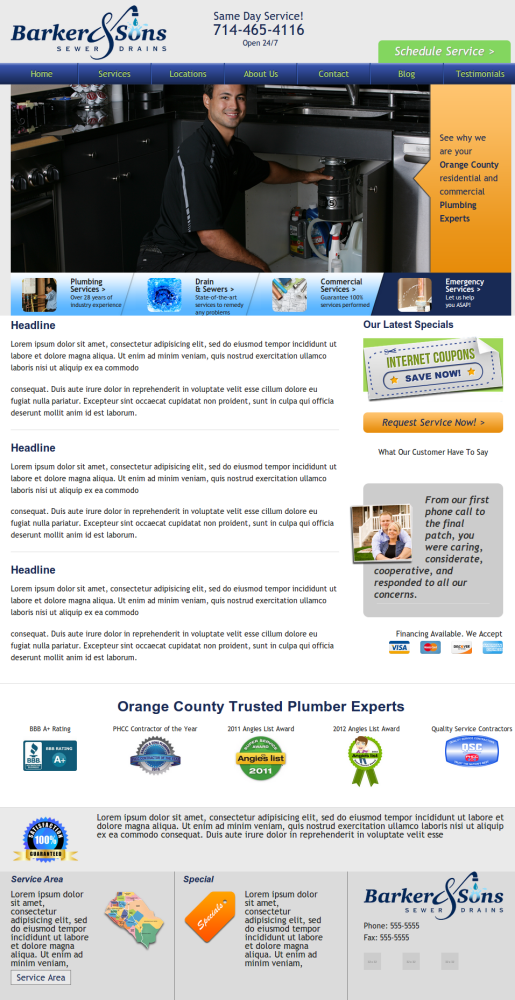 Barker & Sons
SEWER DRAINS
Same Day Service!
714-465-4116
Open 24/7
Schedule Service >
Home Services Locations About Us Contact Blog Testimonials
See why we
are your
Orange County
residential and
commercial
Plumbing
Experts
Plumbing
Services >
Over 28 years of
industry experience
Drain
& Sewers >
State-of-the-art
services to remedy
any problems
Commercial
Services >
Guarantee 100%
services performed
Emergency
Services >
Let us help
you ASAP!
Headline
Lorem ipsum dolor sit amet, consectetur adipisicing elit, sed do eiusmod tempor incididunt ut
labore et dolore magna aliqua. Ut enim ad minim veniam, quis nostrud exercitation ullamco
laboris nisi ut aliquip ex ea commodo
consequat. Duis aute irure dolor in reprehenderit in voluptate velit esse cillum dolore eu
fugiat nulla pariatur. Excepteur sint occaecat cupidatat non proident, sunt in culpa qui officia
deserunt mollit anim id est laborum.
Headline
Lorem ipsum dolor sit amet, consectetur adipisicing elit, sed do eiusmod tempor incididunt ut
labore et dolore magna aliqua. Ut enim ad minim veniam, quis nostrud exercitation ullamco
laboris nisi ut aliquip ex ea commodo
consequat. Duis aute irure dolor in reprehenderit in voluptate velit esse cillum dolore eu
fugiat nulla pariatur. Excepteur sint occaecat cupidatat non proident, sunt in culpa qui officia
deserunt mollit anim id est laborum.
Headline
Lorem ipsum dolor sit amet, consectetur adipisicing elit, sed do eiusmod tempor incididunt ut
labore et dolore magna aliqua. Ut enim ad minim veniam, quis nostrud exercitation ullamco
laboris nisi ut aliquip ex ea commodo
consequat. Duis aute irure dolor in reprehenderit in voluptate velit esse cillum dolore eu
fugiat nulla pariatur. Excepteur sint occaecat cupidatat non proident, sunt in culpa qui officia
deserunt mollit anim id est laborum.
Our Latest Specials
INTERNET COUPONS
SAVE NOW!
Request Service Now! >
What Our Customer Have To Say
From our first
phone call to
the final
patch, you
were caring,
considerate,
cooperative, and
responded to all our
concerns.
Financing Available. We Accept
VISA
Orange County Trusted Plumber Experts
BBB A+ Rating
BBB
BBB RATING
A+
PHCC Contractor of the Year
2011 Angies List Award
Angie's list
2011
2012 Angies List Award
Angie's list
Quality Service Contractors
QSC
SATISFACTION
100%
GUARANTEE
Lorem ipsum dolor sit amet, consectetur adipisicing elit, sed do eiusmod tempor incididunt ut labore et
dolore magna aliqua. Ut enim ad minim veniam, quis nostrud exercitation ullamco laboris nisi ut aliquip
ex ea commodo consequat. Duis aute irure dolor in reprehenderit in voluptate velit esse
Service Area
Lorem ipsum dolor
sit amet,
consectetur
adipisicing elit, sed
do eiusmod tempor
incididunt ut labore
et dolore magna
aliqua. Ut enim ad
minim veniam,
Service Area
Special
Specials
Lorem ipsum dolor
sit amet,
consectetur
adipisicing elit, sed
do eiusmod tempor
incididunt ut labore
et dolore magna
aliqua. Ut enim ad
minim veniam,
Barker & Sons
SEWER DRAINS
Phone: 555-5555
Fax: 555-5555